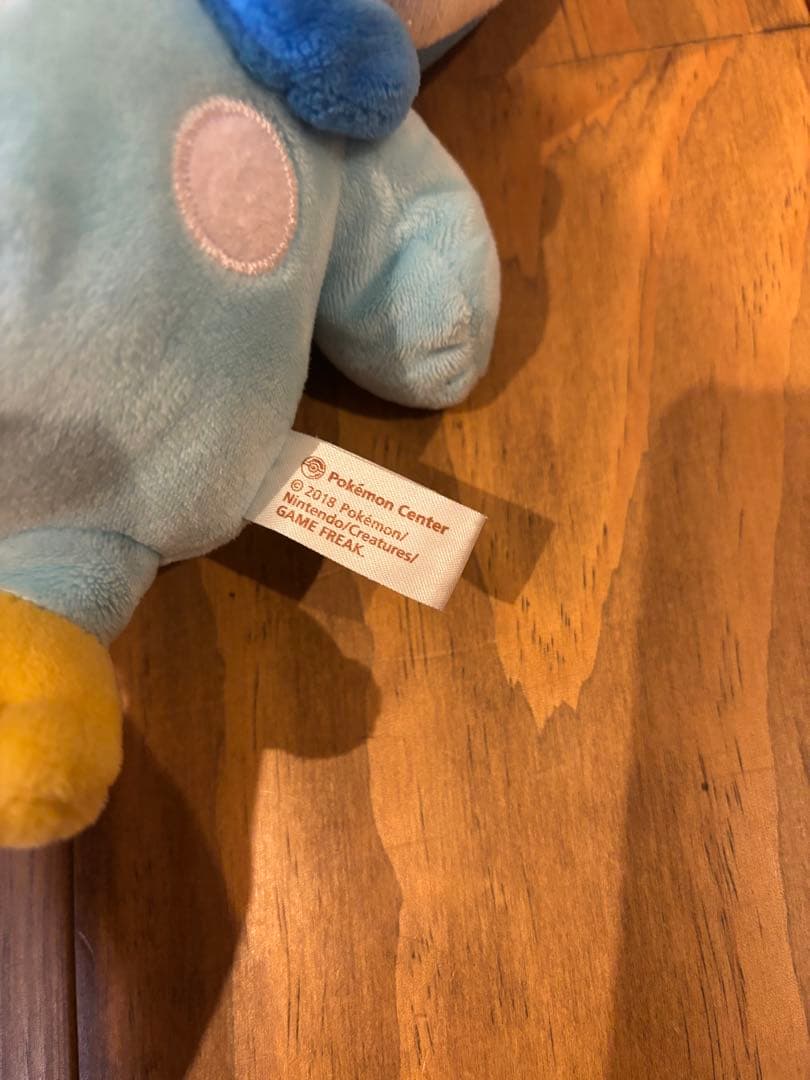 Pokémon Center
© 2018 Pokémon/
Nintendo/Creatures/
GAME FREAK.